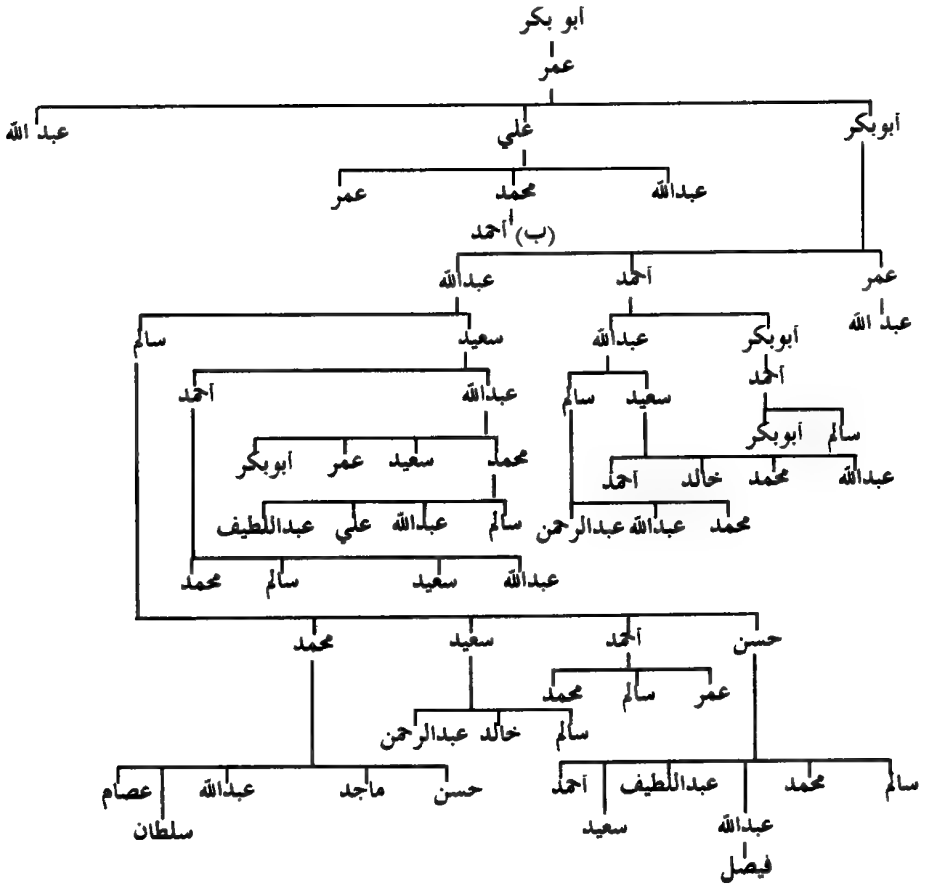 أبو بكر
عمر
أبوبكر علي عبد الله
عبدالله محمد عمر
(ب) أحمد
عمر أحمد عبدالله
عبد الله
أبوبكر عبدالله سعيد سالم
أحمد
سعيد سالم عبدالله أحمد
سالم أبوبكر
محمد سعيد عمر أبوبكر
عبدالله محمد خالد أحمد
محمد عبدالله عبدالرحمن سالم عبدالله علي عبداللطيف
عبدالله سعيد سالم محمد
حسن أحمد سعيد محمد
عمر سالم محمد
سالم خالد عبدالرحمن
سالم محمد عبداللطيف أحمد حسن ماجد عبدالله عصام
عبدالله سعيد سلطان
فيصل